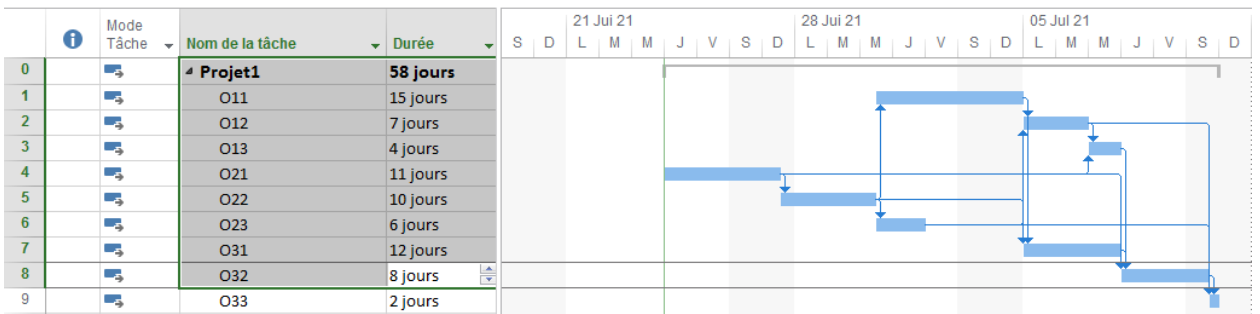 Mode Tâche Nom de la tâche Durée
21 Jui 21 28 Jui 21 05 Jul 21
S D L M M J V S D L M M J V S D L M M J V S D
0 Projet1 58 jours
1 O11 15 jours
2 O12 7 jours
3 O13 4 jours
4 O21 11 jours
5 O22 10 jours
6 O23 6 jours
7 O31 12 jours
8 O32 8 jours
9 O33 2 jours